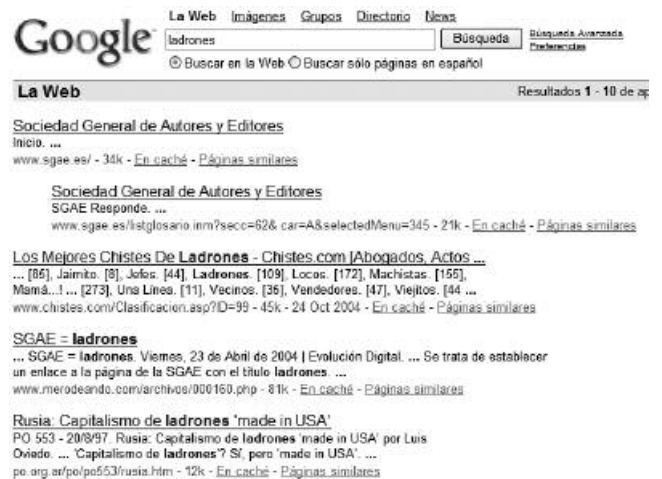 La Web Imágenes Grupos Directorio News
Google
ladrones Búsqueda Búsqueda Avanzada
Preferencias
Buscar en la Web Buscar sólo páginas en español
La Web Resultados 1 - 10 de ap
Sociedad General de Autores y Editores
Inicio. ...
www.sgae.es/ - 34k - En caché - Páginas similares
Sociedad General de Autores y Editores
SGAE Responde. ...
www.sgae.es/listglosario.inm?secc=62& car=A&selectedMenu=345 - 21k - En caché - Páginas similares
Los Mejores Chistes De Ladrones - Chistes.com [Abogados, Actos ...
... [85], Jaimito. [8], Jefes. [44], Ladrones. [109], Locos. [172], Machistas. [155],
Mamá...! ... [273], Una Línea. [11], Vecinos. [36], Vendedores. [47], Viejitos. [44 ...
www.chistes.com/Clasificacion.asp?ID=99 - 45k - 24 Oct 2004 - En caché - Páginas similares
SGAE = ladrones
... SGAE = ladrones. Viernes, 23 de Abril de 2004 | Evolución Digital. ... Se trata de establecer
un enlace a la página de la SGAE con el título ladrones. ...
www.merodeando.com/archivos/000160.php - 81k - En caché - Páginas similares
Rusia: Capitalismo de ladrones 'made in USA'
PO 553 - 20/8/97. Rusia: Capitalismo de ladrones 'made in USA' por Luis
Oviedo. ... 'Capitalismo de ladrones'? Sí, pero 'made in USA'. ...
po.org.ar/po/po553/rusia.htm - 12k - En caché - Páginas similares